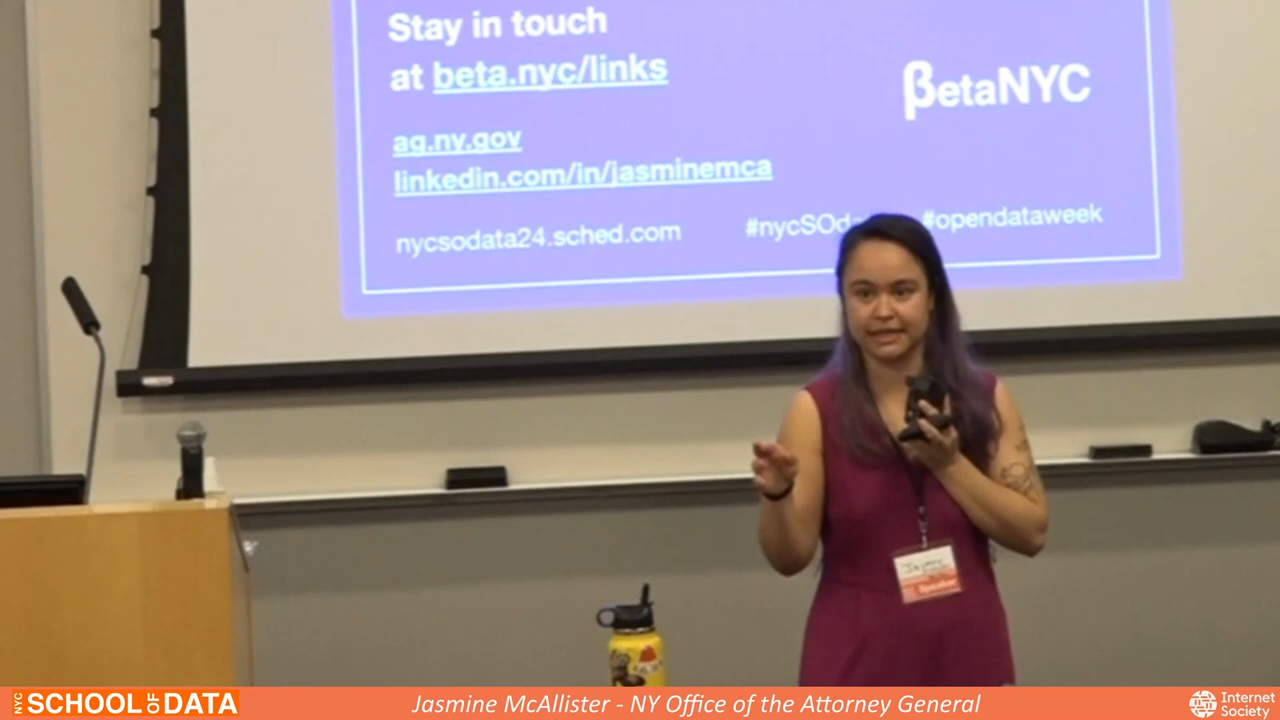 Stay in touch
at beta.nyc/links
βetaNYC
ag.ny.gov
linkedin.com/in/jasminemca
nycsodata24.sched.com
#opendataweek
Speaker
NYC SCHOOL OF DATA
Jasmine McAllister - NY Office of the Attorney General
Internet
Society